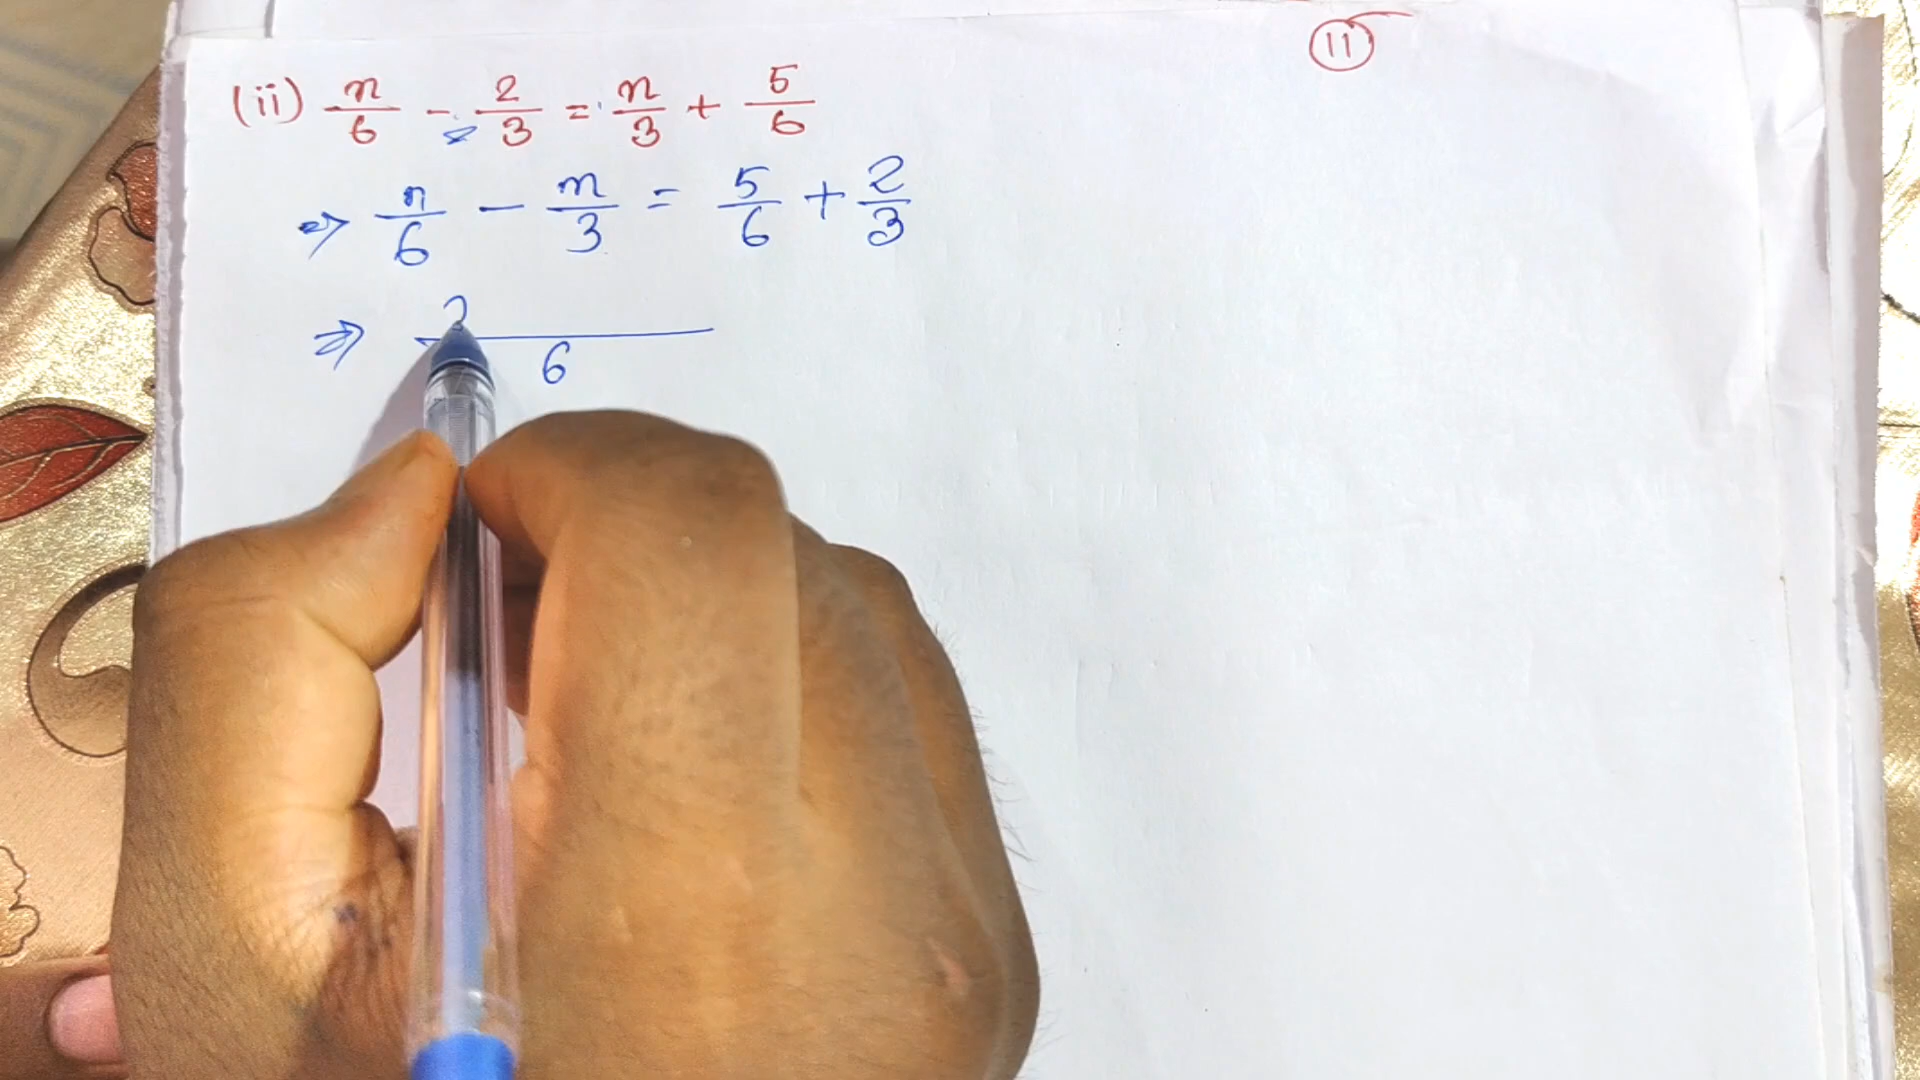 11
(ii) n/6 - 2/3 = n/3 + 5/6
⇒ n/6 - n/3 = 5/6 + 2/3
⇒ /6